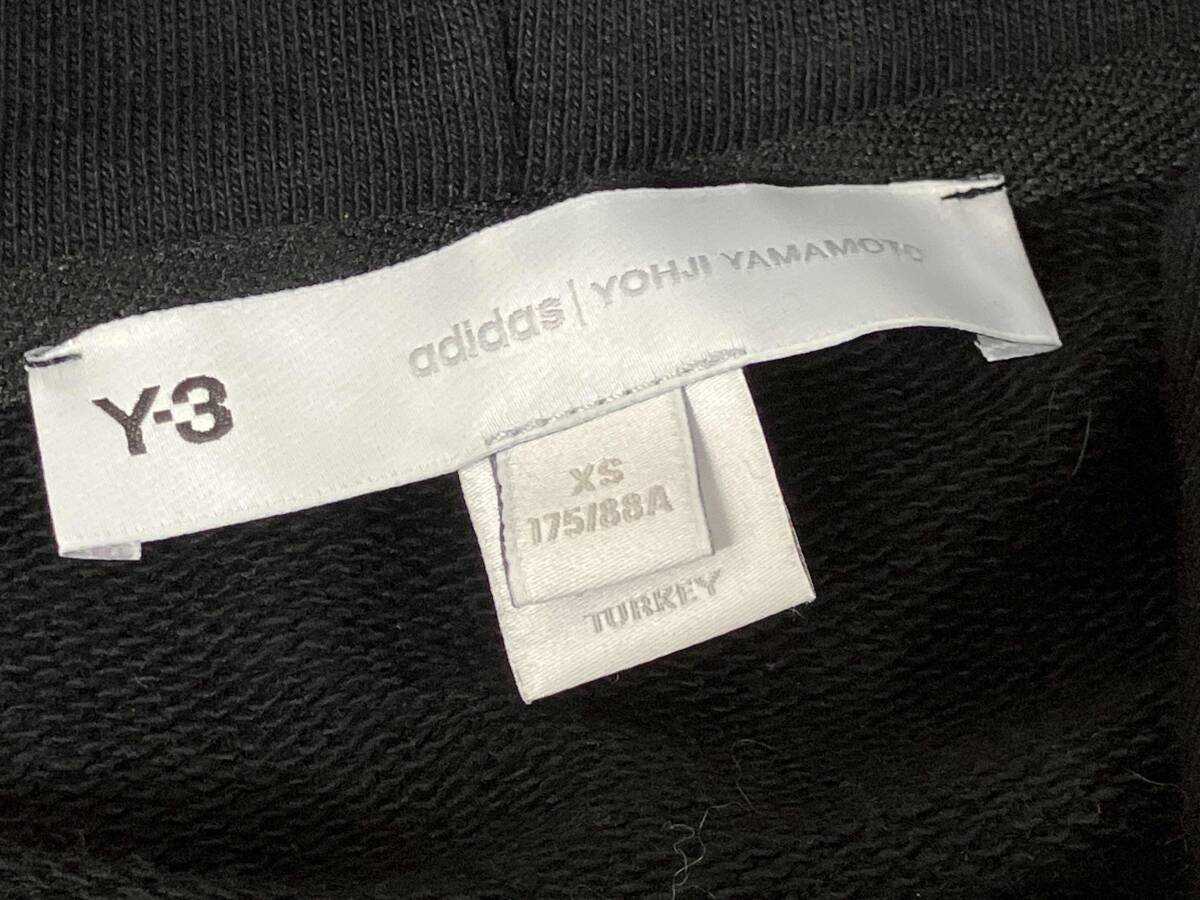 Y-3
adidas | YOHJI YAMAMOTO
XS
175/88A
TURKEY